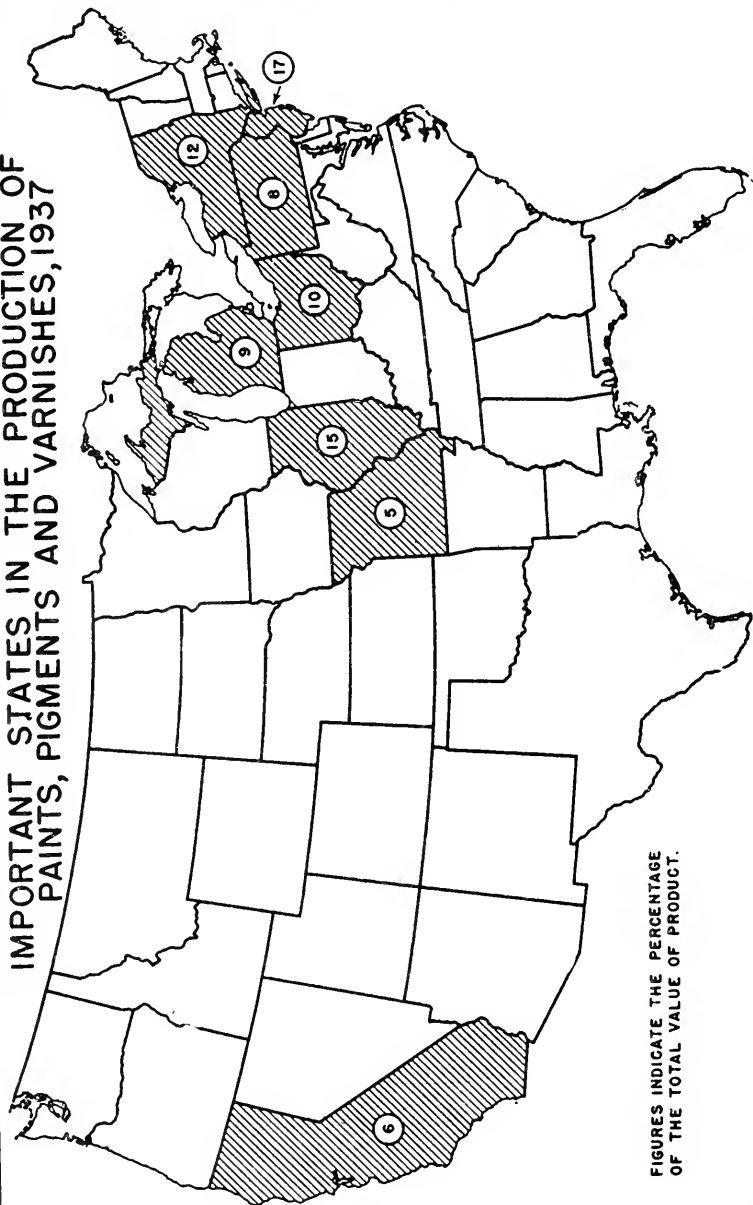 IMPORTANT STATES IN THE PRODUCTION OF
PAINTS, PIGMENTS AND VARNISHES, 1937
12
17
8
10
9
15
5
6
FIGURES INDICATE THE PERCENTAGE
OF THE TOTAL VALUE OF PRODUCT.